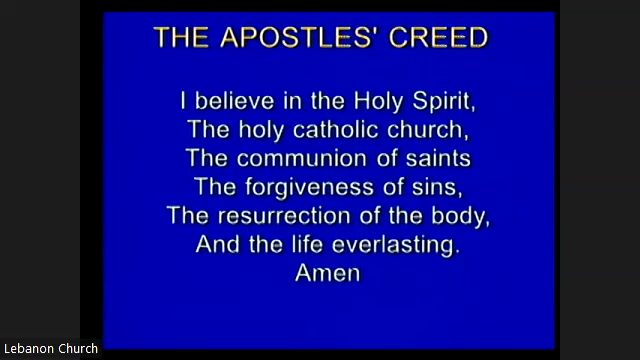 THE APOSTLES' CREED
I believe in the Holy Spirit,
The holy catholic church,
The communion of saints
The forgiveness of sins,
The resurrection of the body,
And the life everlasting.
Amen
Lebanon Church